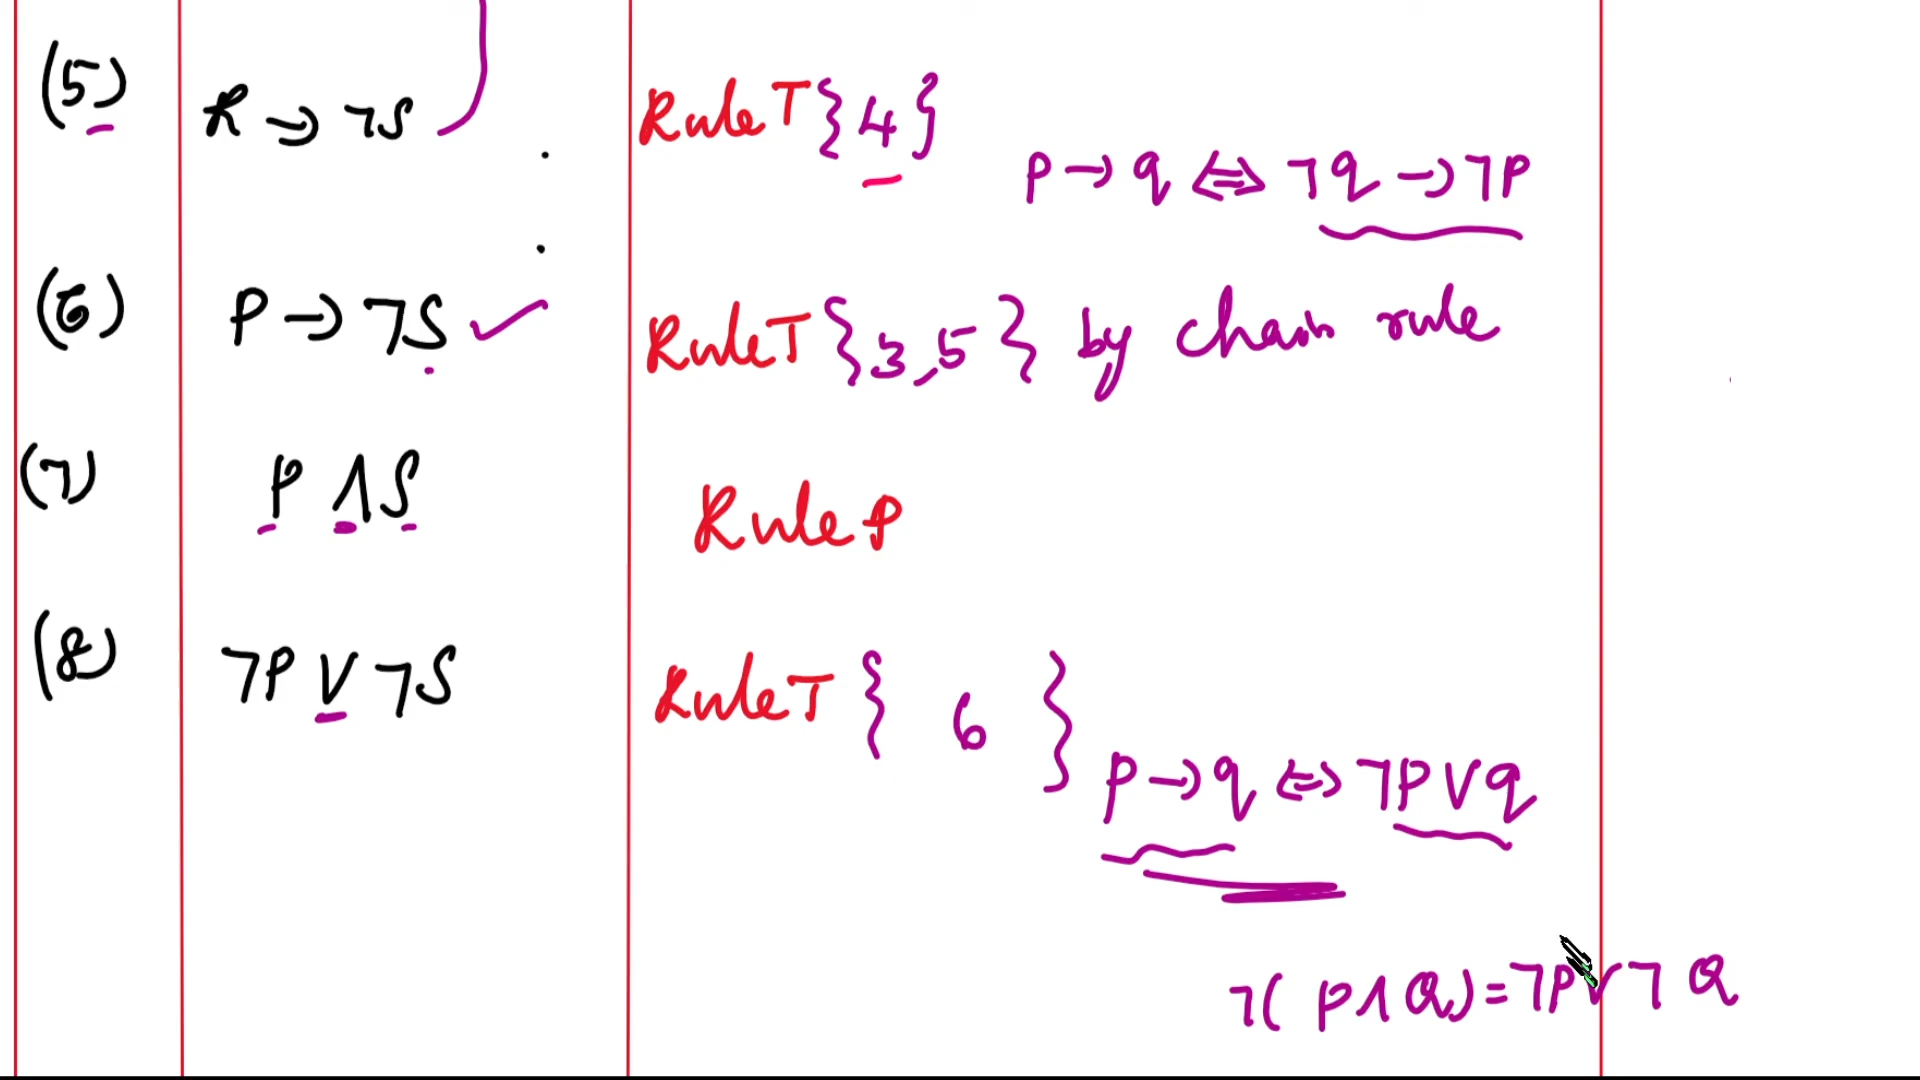 (5) R → ¬S Rule T {4}
P → q ⇔ ¬q → ¬P
(6) P → ¬S Rule T {3,5} by chain rule
(7) P ∧ S Rule P
(8) ¬P ∨ ¬S Rule T { 6 }
P → q ⇔ ¬P ∨ q
¬( P ∧ Q) = ¬P ∨ ¬ Q